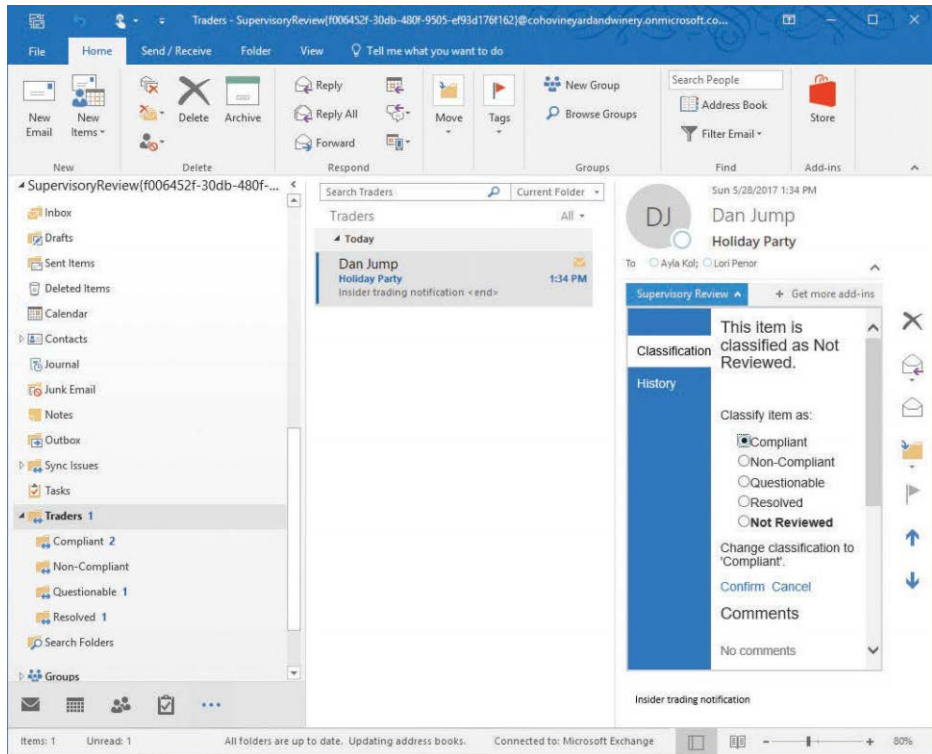 Traders - SupervisoryReview{f006452f-30db-480f-9505-ef93d176f162}@cohovineyardandwinery.onmicrosoft.co...
File Home Send / Receive Folder View Tell me what you want to do
New Email
New Items
Delete
Archive
Reply
Reply All
Forward
Move
Tags
New Group
Browse Groups
Search People
Address Book
Filter Email
Store
New Delete Respond Groups Find Add-ins
SupervisoryReview{f006452f-30db-480f-...
Inbox
Drafts
Sent Items
Deleted Items
Calendar
Contacts
Journal
Junk Email
Notes
Outbox
Sync Issues
Tasks
Traders 1
Compliant 2
Non-Compliant
Questionable 1
Resolved 1
Search Folders
Groups
Search Traders Current Folder
Traders All
Today
Dan Jump
Holiday Party 1:34 PM
Insider trading notification <end>
Sun 5/28/2017 1:34 PM
DJ Dan Jump
Holiday Party
To Ayla Kol; Lori Penor
Supervisory Review + Get more add-ins
Classification
History
This item is
classified as Not
Reviewed.
Classify item as:
Compliant
Non-Compliant
Questionable
Resolved
Not Reviewed
Change classification to
'Compliant'.
Confirm Cancel
Comments
No comments
Insider trading notification
Items: 1 Unread: 1 All folders are up to date. Updating address books. Connected to: Microsoft Exchange 80%